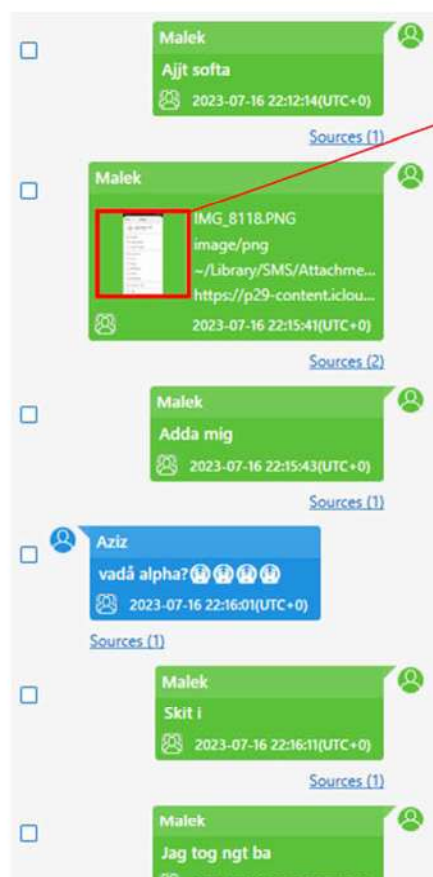 Malek
Ajjt softa
2023-07-16 22:12:14(UTC+0)
Sources (1)
Malek
IMG_8118.PNG
image/png
~/Library/SMS/Attachme...
https://p29-content.iclou...
2023-07-16 22:15:41(UTC+0)
Sources (2)
Malek
Adda mig
2023-07-16 22:15:43(UTC+0)
Sources (1)
Aziz
vadå alpha?
2023-07-16 22:16:01(UTC+0)
Sources (1)
Malek
Skit i
2023-07-16 22:16:11(UTC+0)
Sources (1)
Malek
Jag tog ngt ba